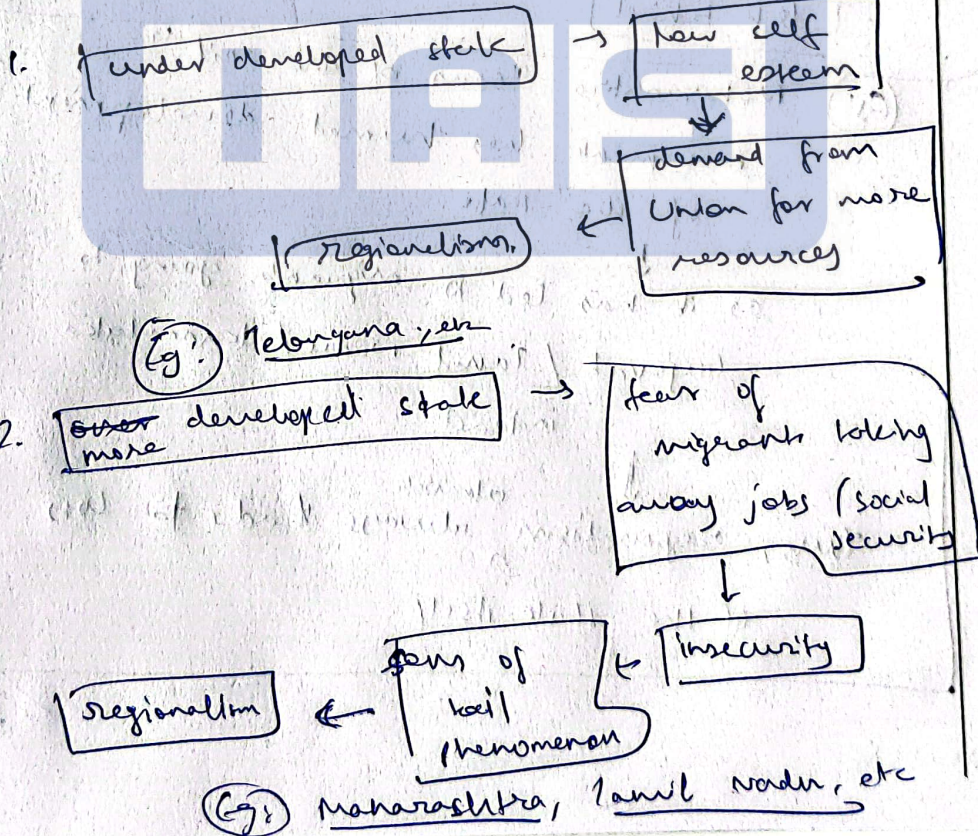 IAS
1. under developed state → low self
esteem
demand from
Union for more
resources
regionalism.
Eg: Telangana, etc
2. over developed state
more
fear of
migrants taking
away jobs / social
security
insecurity
sons of
soil
phenomenon
regionalism
Eg: Maharashtra, Tamil nadu, etc